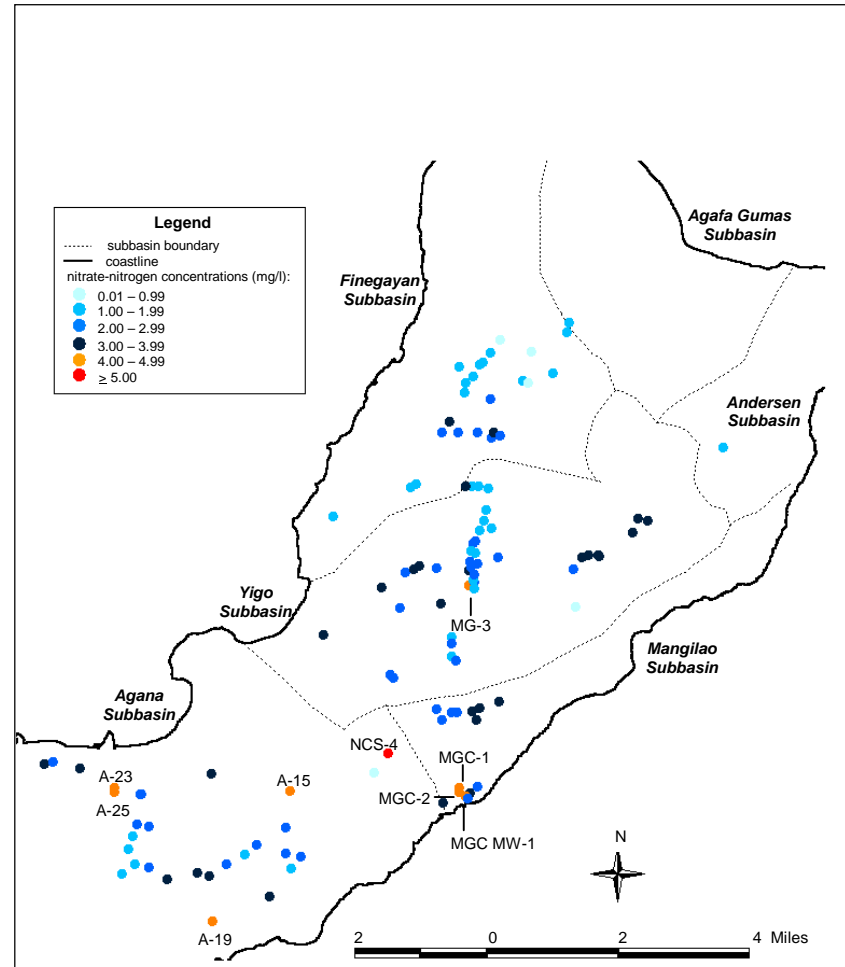 Agafa Gumas
Subbasin
Legend
subbasin boundary
coastline
nitrate-nitrogen concentrations (mg/l):
0.01 – 0.99
1.00 – 1.99
2.00 – 2.99
3.00 – 3.99
4.00 – 4.99
≥ 5.00
Finegayan
Subbasin
Andersen
Subbasin
Yigo
Subbasin
MG-3
Mangilao
Subbasin
Agana
Subbasin
NCS-4
MGC-1
A-23
A-15
MGC-2
A-25
MGC MW-1
N
A-19
2 0 2 4 Miles